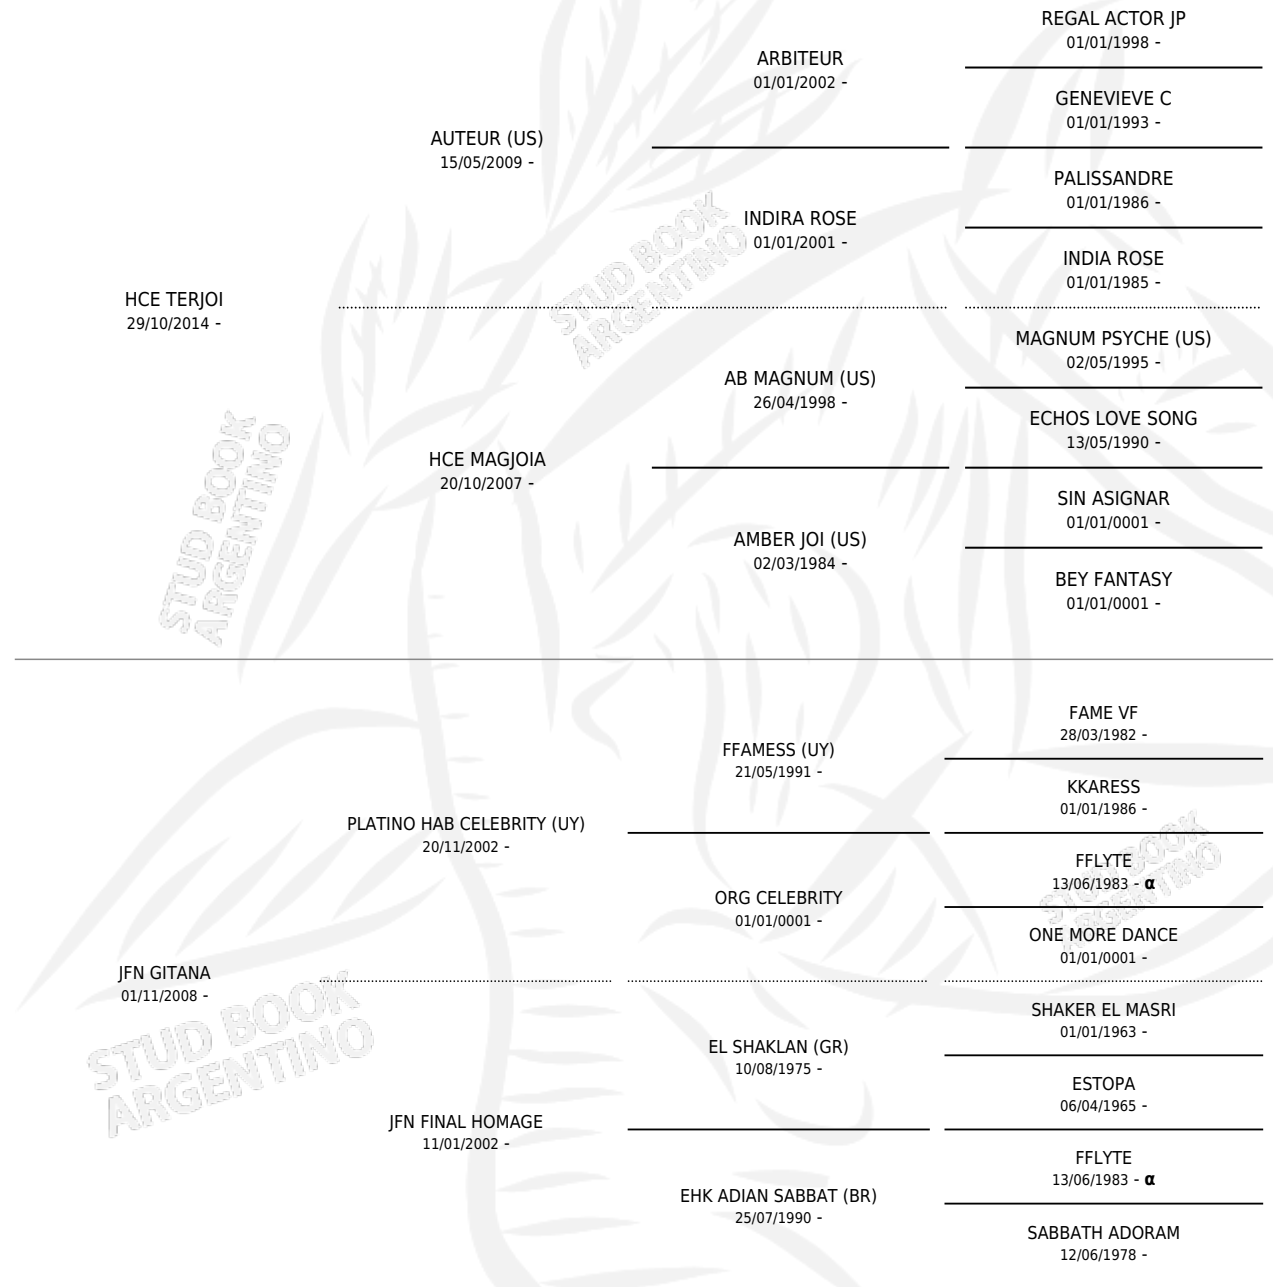 REGAL ACTOR JP
01/01/1998 -
ARBITEUR
01/01/2002 -
GENEVIEVE C
01/01/1993 -
AUTEUR (US)
15/05/2009 -
PALISSANDRE
01/01/1986 -
INDIRA ROSE
01/01/2001 -
INDIA ROSE
01/01/1985 -
HCE TERJOI
29/10/2014 -
MAGNUM PSYCHE (US)
02/05/1995 -
AB MAGNUM (US)
26/04/1998 -
ECHOS LOVE SONG
13/05/1990 -
HCE MAGJOIA
20/10/2007 -
SIN ASIGNAR
01/01/0001 -
AMBER JOI (US)
02/03/1984 -
BEY FANTASY
01/01/0001 -
STUD BOOK
ARGENTINO
STUD BOOK
ARGENTINO
FAME VF
28/03/1982 -
FFAMESS (UY)
21/05/1991 -
KKARESS
01/01/1986 -
PLATINO HAB CELEBRITY (UY)
20/11/2002 -
FFLYTE
13/06/1983 - α
ORG CELEBRITY
01/01/0001 -
ONE MORE DANCE
01/01/0001 -
JFN GITANA
01/11/2008 -
SHAKER EL MASRI
01/01/1963 -
EL SHAKLAN (GR)
10/08/1975 -
ESTOPA
06/04/1965 -
JFN FINAL HOMAGE
11/01/2002 -
FFLYTE
13/06/1983 - α
EHK ADIAN SABBAT (BR)
25/07/1990 -
SABBATH ADORAM
12/06/1978 -
STUD BOOK
ARGENTINO
STUD BOOK
ARGENTINO